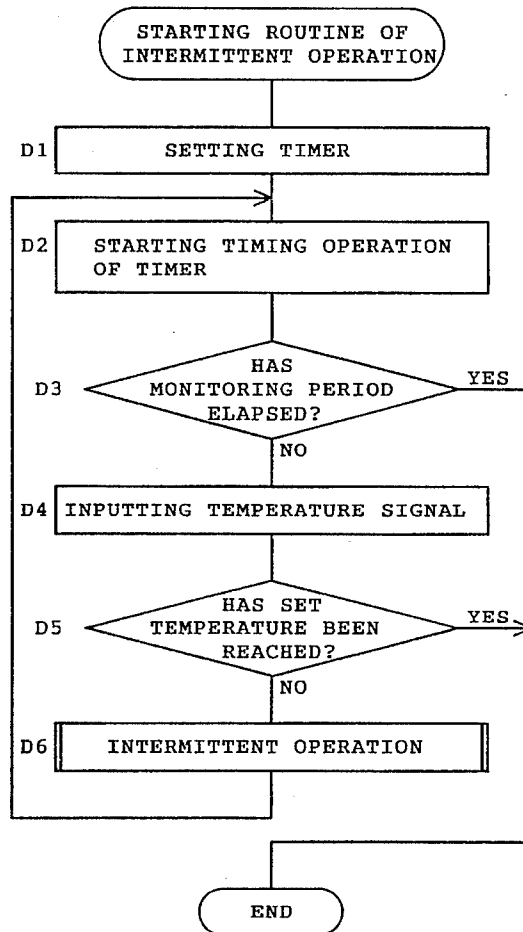 STARTING ROUTINE OF
INTERMITTENT OPERATION
D1 SETTING TIMER
D2 STARTING TIMING OPERATION
OF TIMER
HAS
D3 MONITORING PERIOD YES
ELAPSED?
NO
D4 INPUTTING TEMPERATURE SIGNAL
HAS SET
D5 TEMPERATURE BEEN YES
REACHED?
NO
D6 INTERMITTENT OPERATION
END